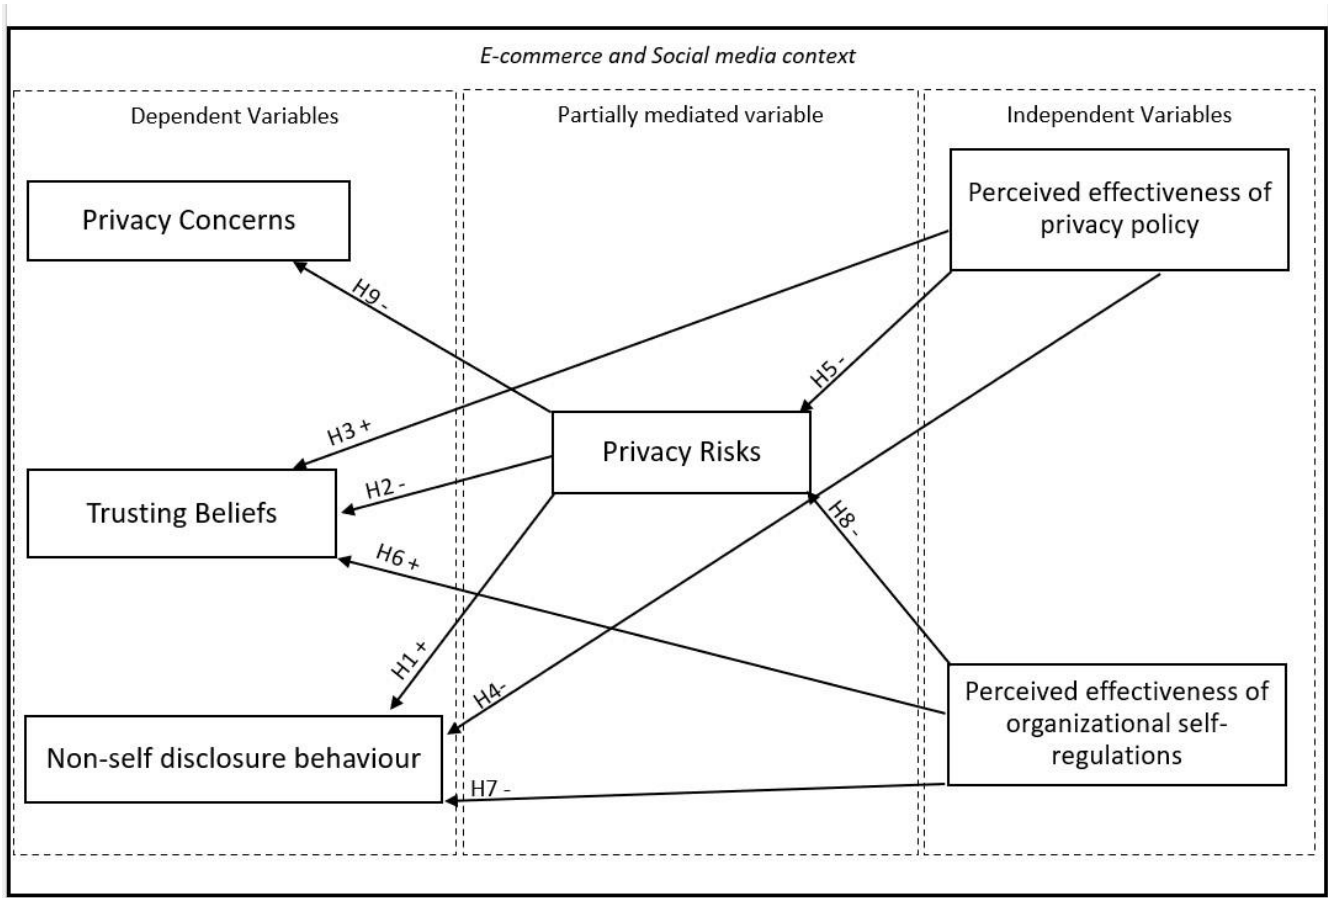 E-commerce and Social media context
Dependent Variables
Partially mediated variable
Independent Variables
Perceived effectiveness of
privacy policy
Privacy Concerns
H9 -
H5 -
H3 +
Privacy Risks
H2 -
Trusting Beliefs
H8 -
H6 +
H1 +
H4-
Perceived effectiveness of
organizational self-
regulations
Non-self disclosure behaviour
H7 -